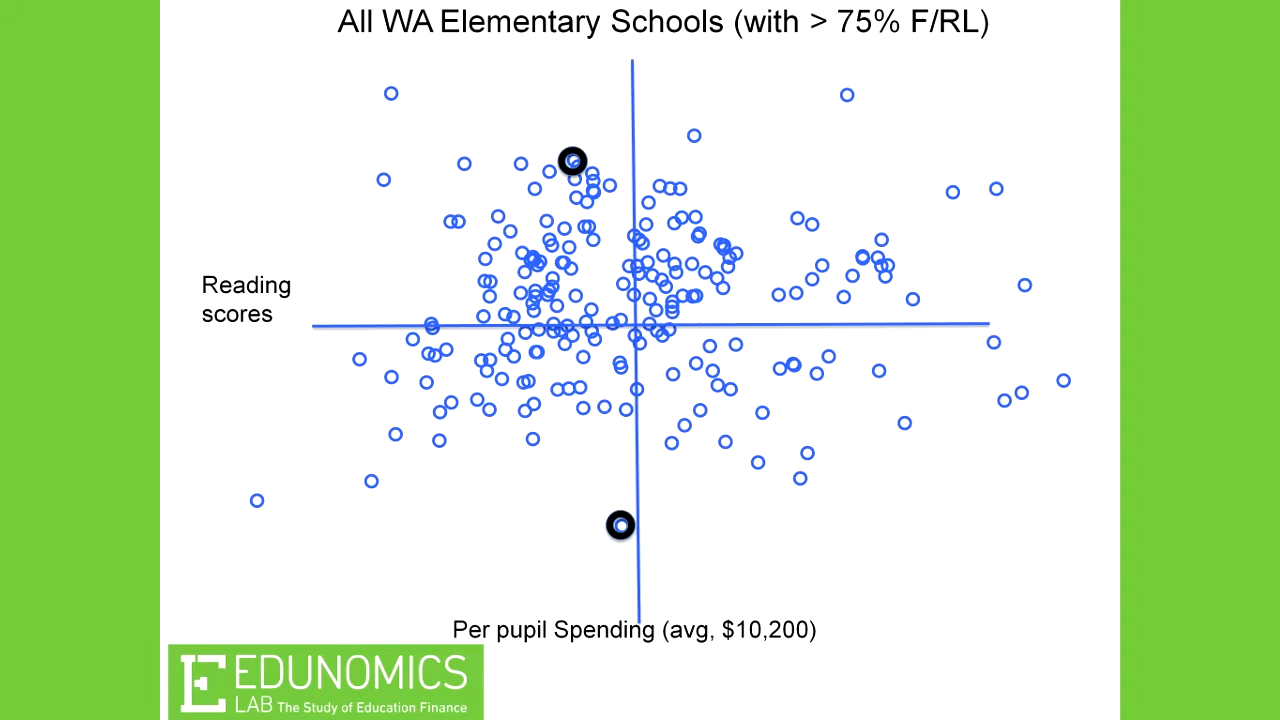 All WA Elementary Schools (with > 75% F/RL)
Reading
scores
Per pupil Spending (avg, $10,200)
EDUNOMICS
LAB The Study of Education Finance